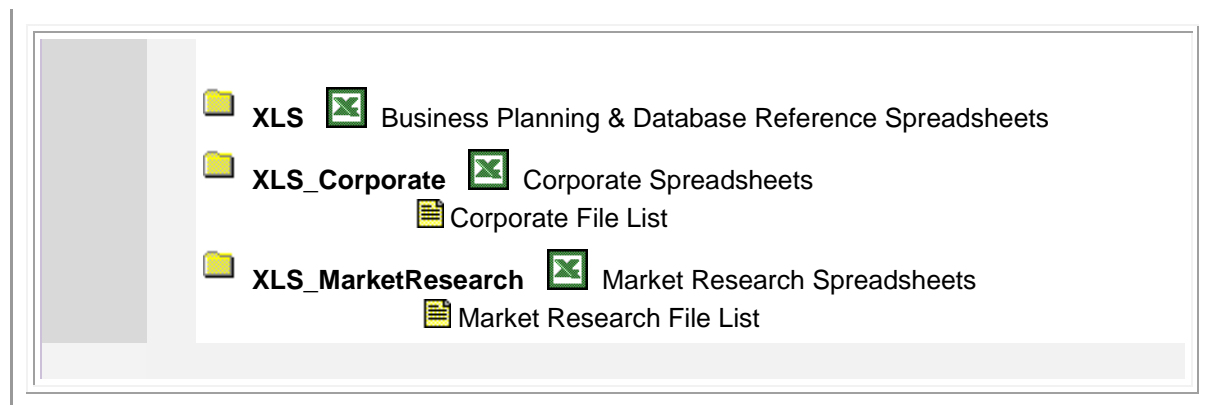 XLS Business Planning & Database Reference Spreadsheets
XLS_Corporate Corporate Spreadsheets
Corporate File List
XLS_MarketResearch Market Research Spreadsheets
Market Research File List